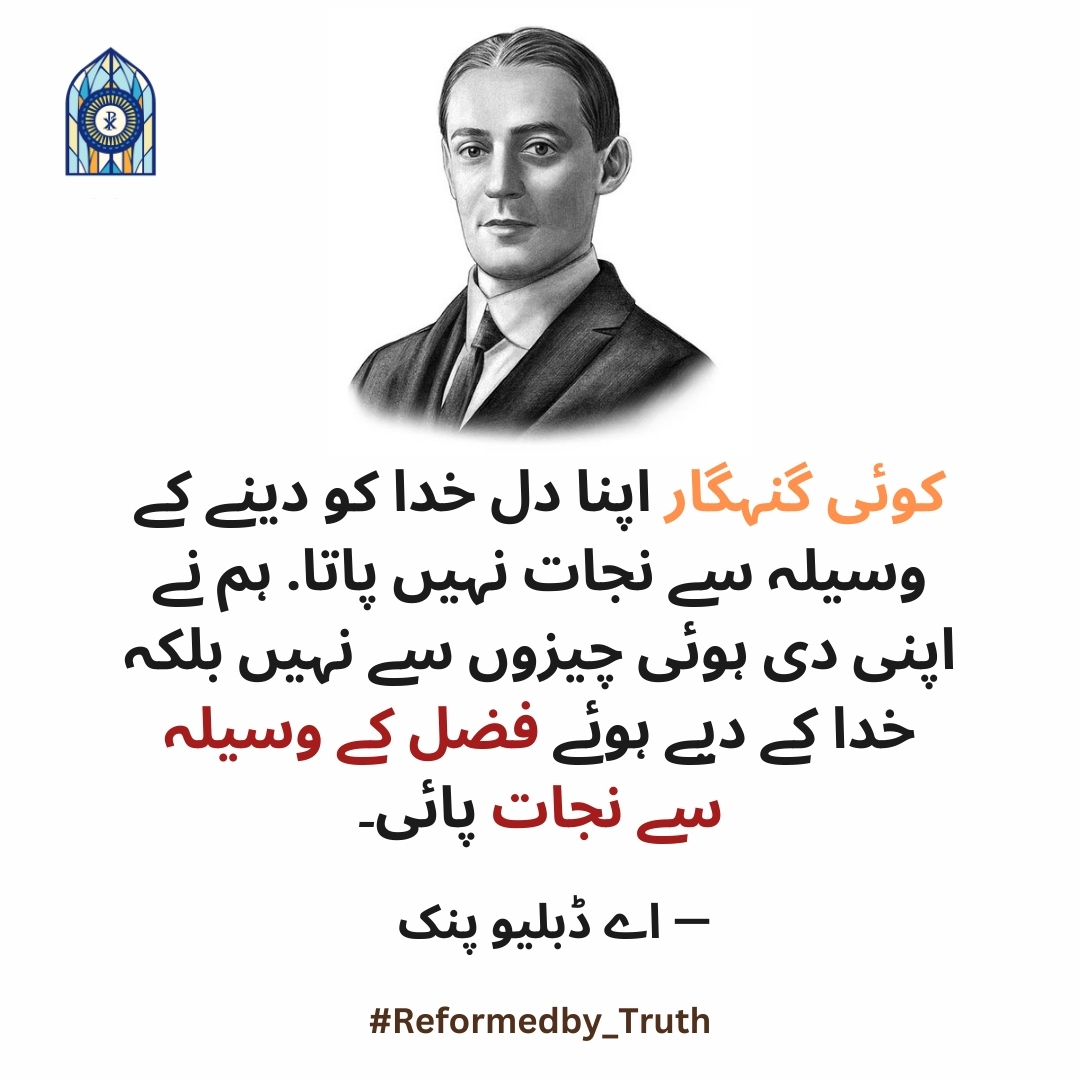 کوئی گنہگار اپنا دل خدا کو دینے کے
وسیلہ سے نجات نہیں پاتا. ہم نے
اپنی دی ہوئی چیزوں سے نہیں بلکہ
خدا کے دیے ہوئے فضل کے وسیلہ
سے نجات پائی۔
— اے ڈبلیو پنک
#Reformedby_Truth